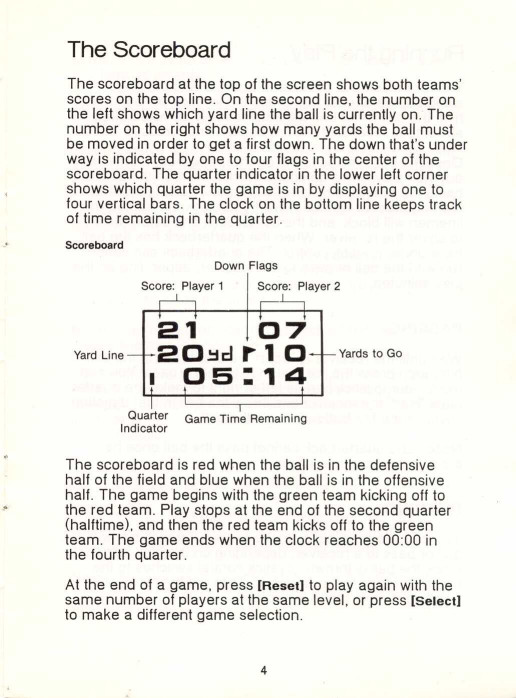 The Scoreboard
The scoreboard at the top of the screen shows both teams'
scores on the top line. On the second line, the number on
the left shows which yard line the ball is currently on. The
number on the right shows how many yards the ball must
be moved in order to get a first down. The down that's under
way is indicated by one to four flags in the center of the
scoreboard. The quarter indicator in the lower left corner
shows which quarter the game is in by displaying one to
four vertical bars. The clock on the bottom line keeps track
of time remaining in the quarter.
Scoreboard
Down Flags
Score: Player 1 Score: Player 2
21 07
Yard Line 20yd 10 Yards to Go
05:14
Quarter Game Time Remaining
Indicator
The scoreboard is red when the ball is in the defensive
half of the field and blue when the ball is in the offensive
half. The game begins with the green team kicking off to
the red team. Play stops at the end of the second quarter
(halftime), and then the red team kicks off to the green
team. The game ends when the clock reaches 00:00 in
the fourth quarter.
At the end of a game, press [Reset] to play again with the
same number of players at the same level, or press [Select]
to make a different game selection.
4